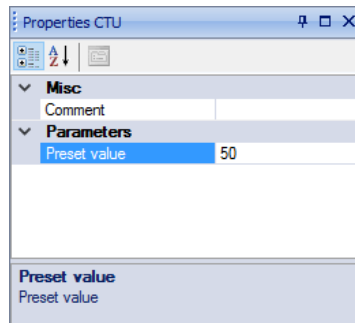 Properties CTU
Misc
Comment
Parameters
Preset value 50
Preset value
Preset value